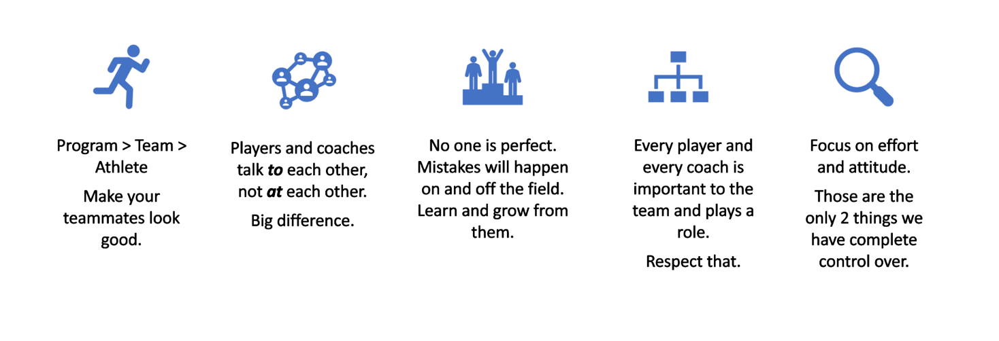 Program > Team >
Athlete
Make your
teammates look
good.
Players and coaches
talk to each other,
not at each other.
Big difference.
No one is perfect.
Mistakes will happen
on and off the field.
Learn and grow from
them.
Every player and
every coach is
important to the
team and plays a
role.
Respect that.
Focus on effort
and attitude.
Those are the
only 2 things we
have complete
control over.